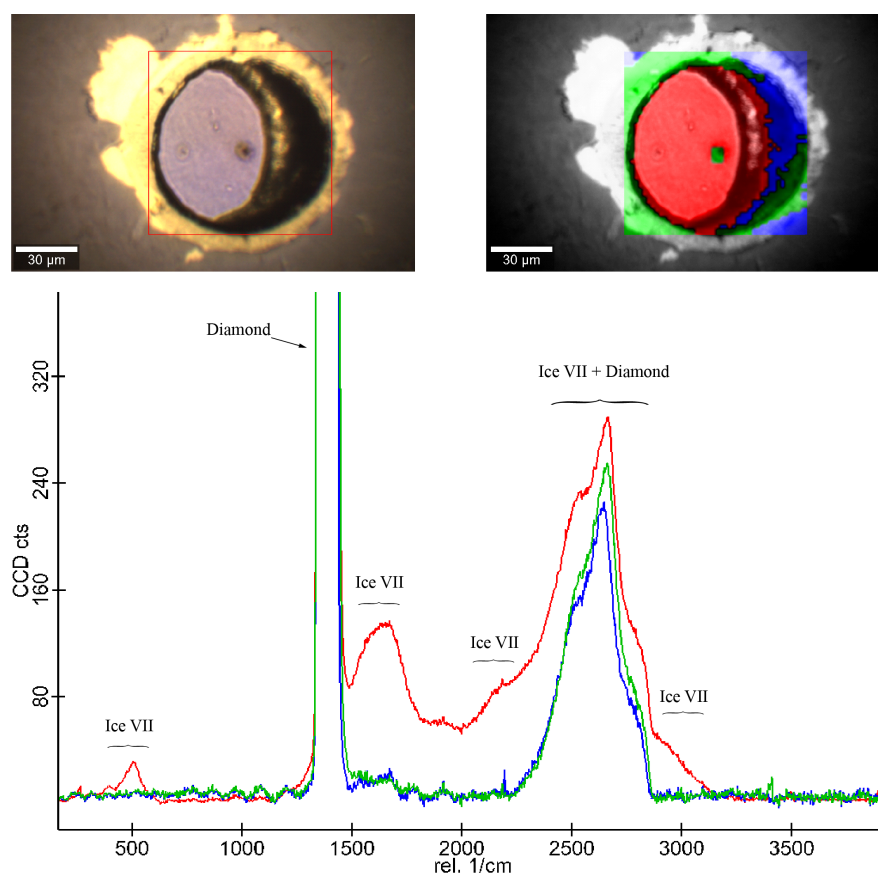 30 µm
30 µm
Diamond
Ice VII + Diamond
Ice VII
Ice VII
Ice VII
Ice VII
CCD cts
320
240
160
80
500
1000
1500
2000
2500
3000
3500
rel. 1/cm